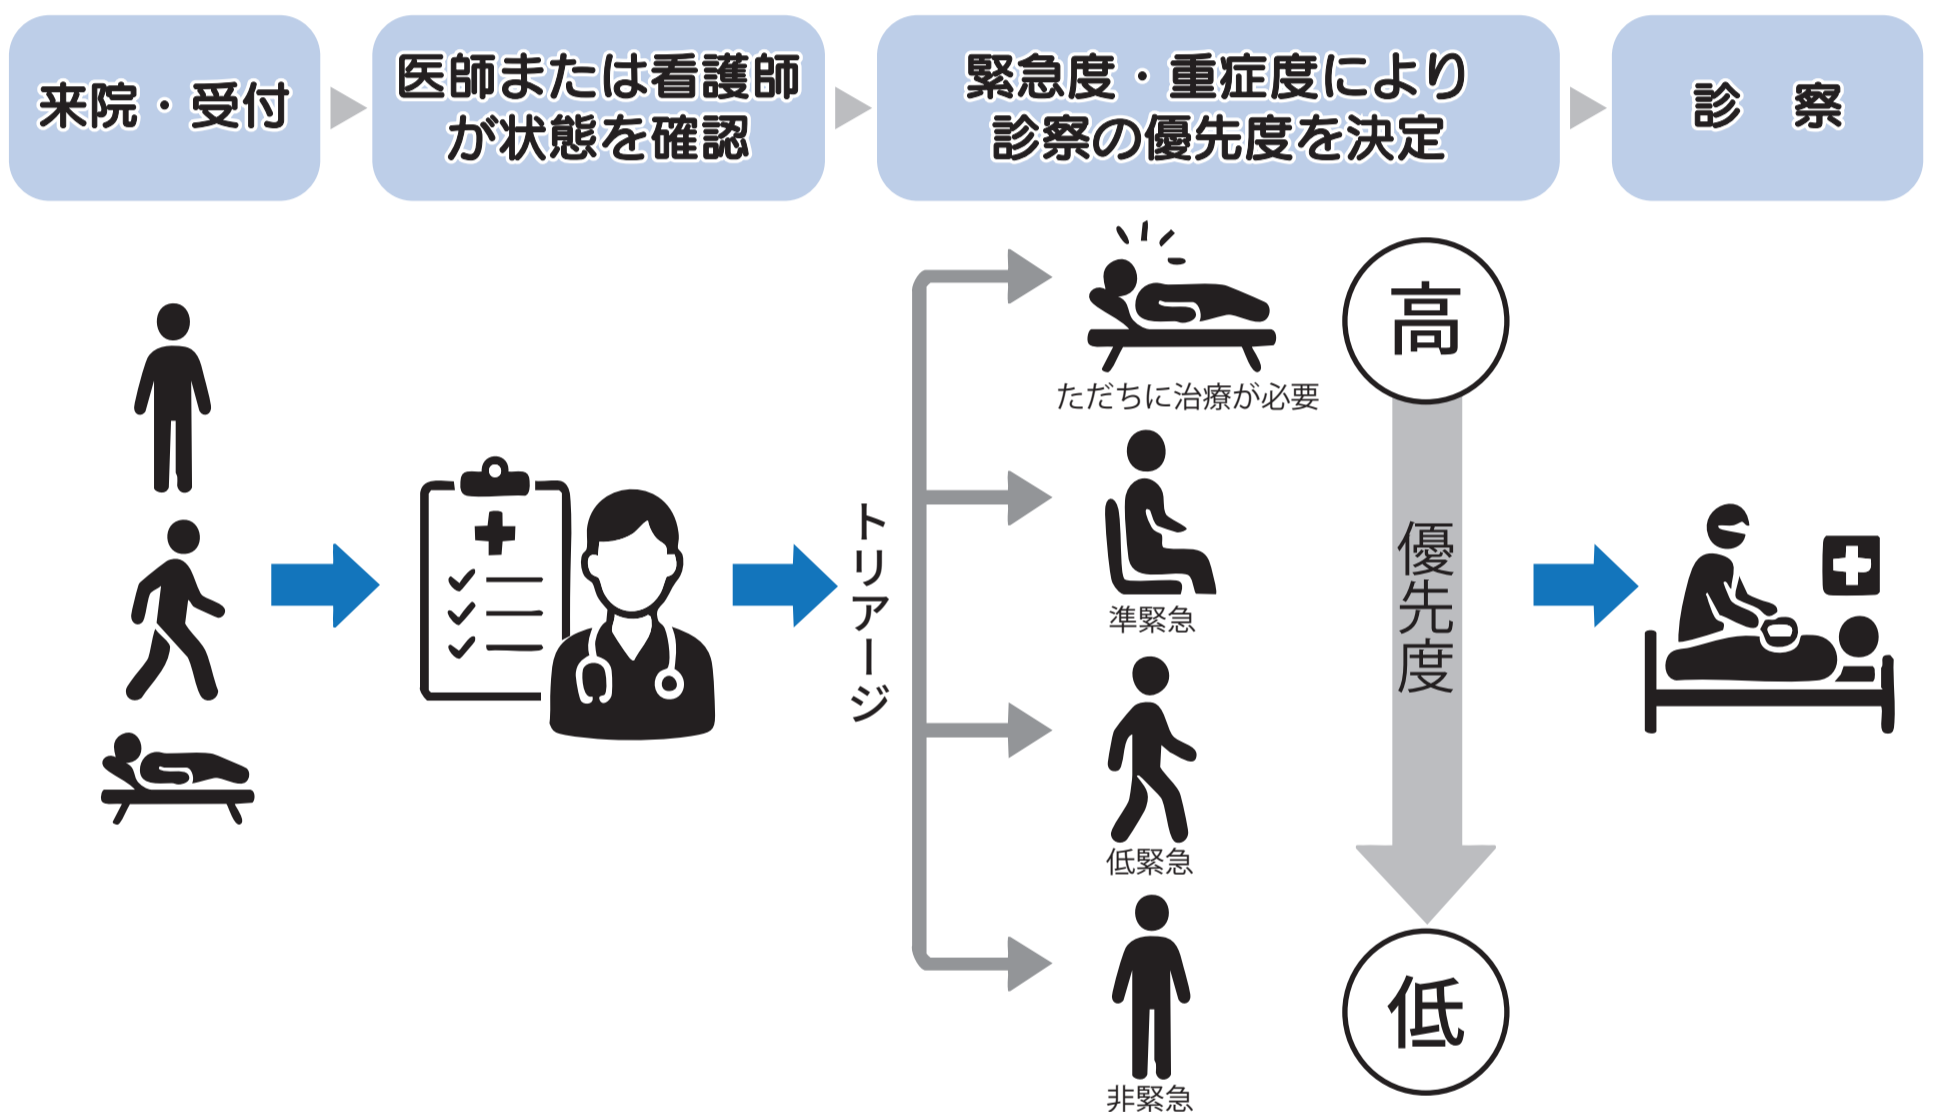 来院・受付
医師または看護師
が状態を確認
緊急度・重症度により
診察の優先度を決定
診　察
トリアージ
ただちに治療が必要
準緊急
低緊急
非緊急
高
優先度
低